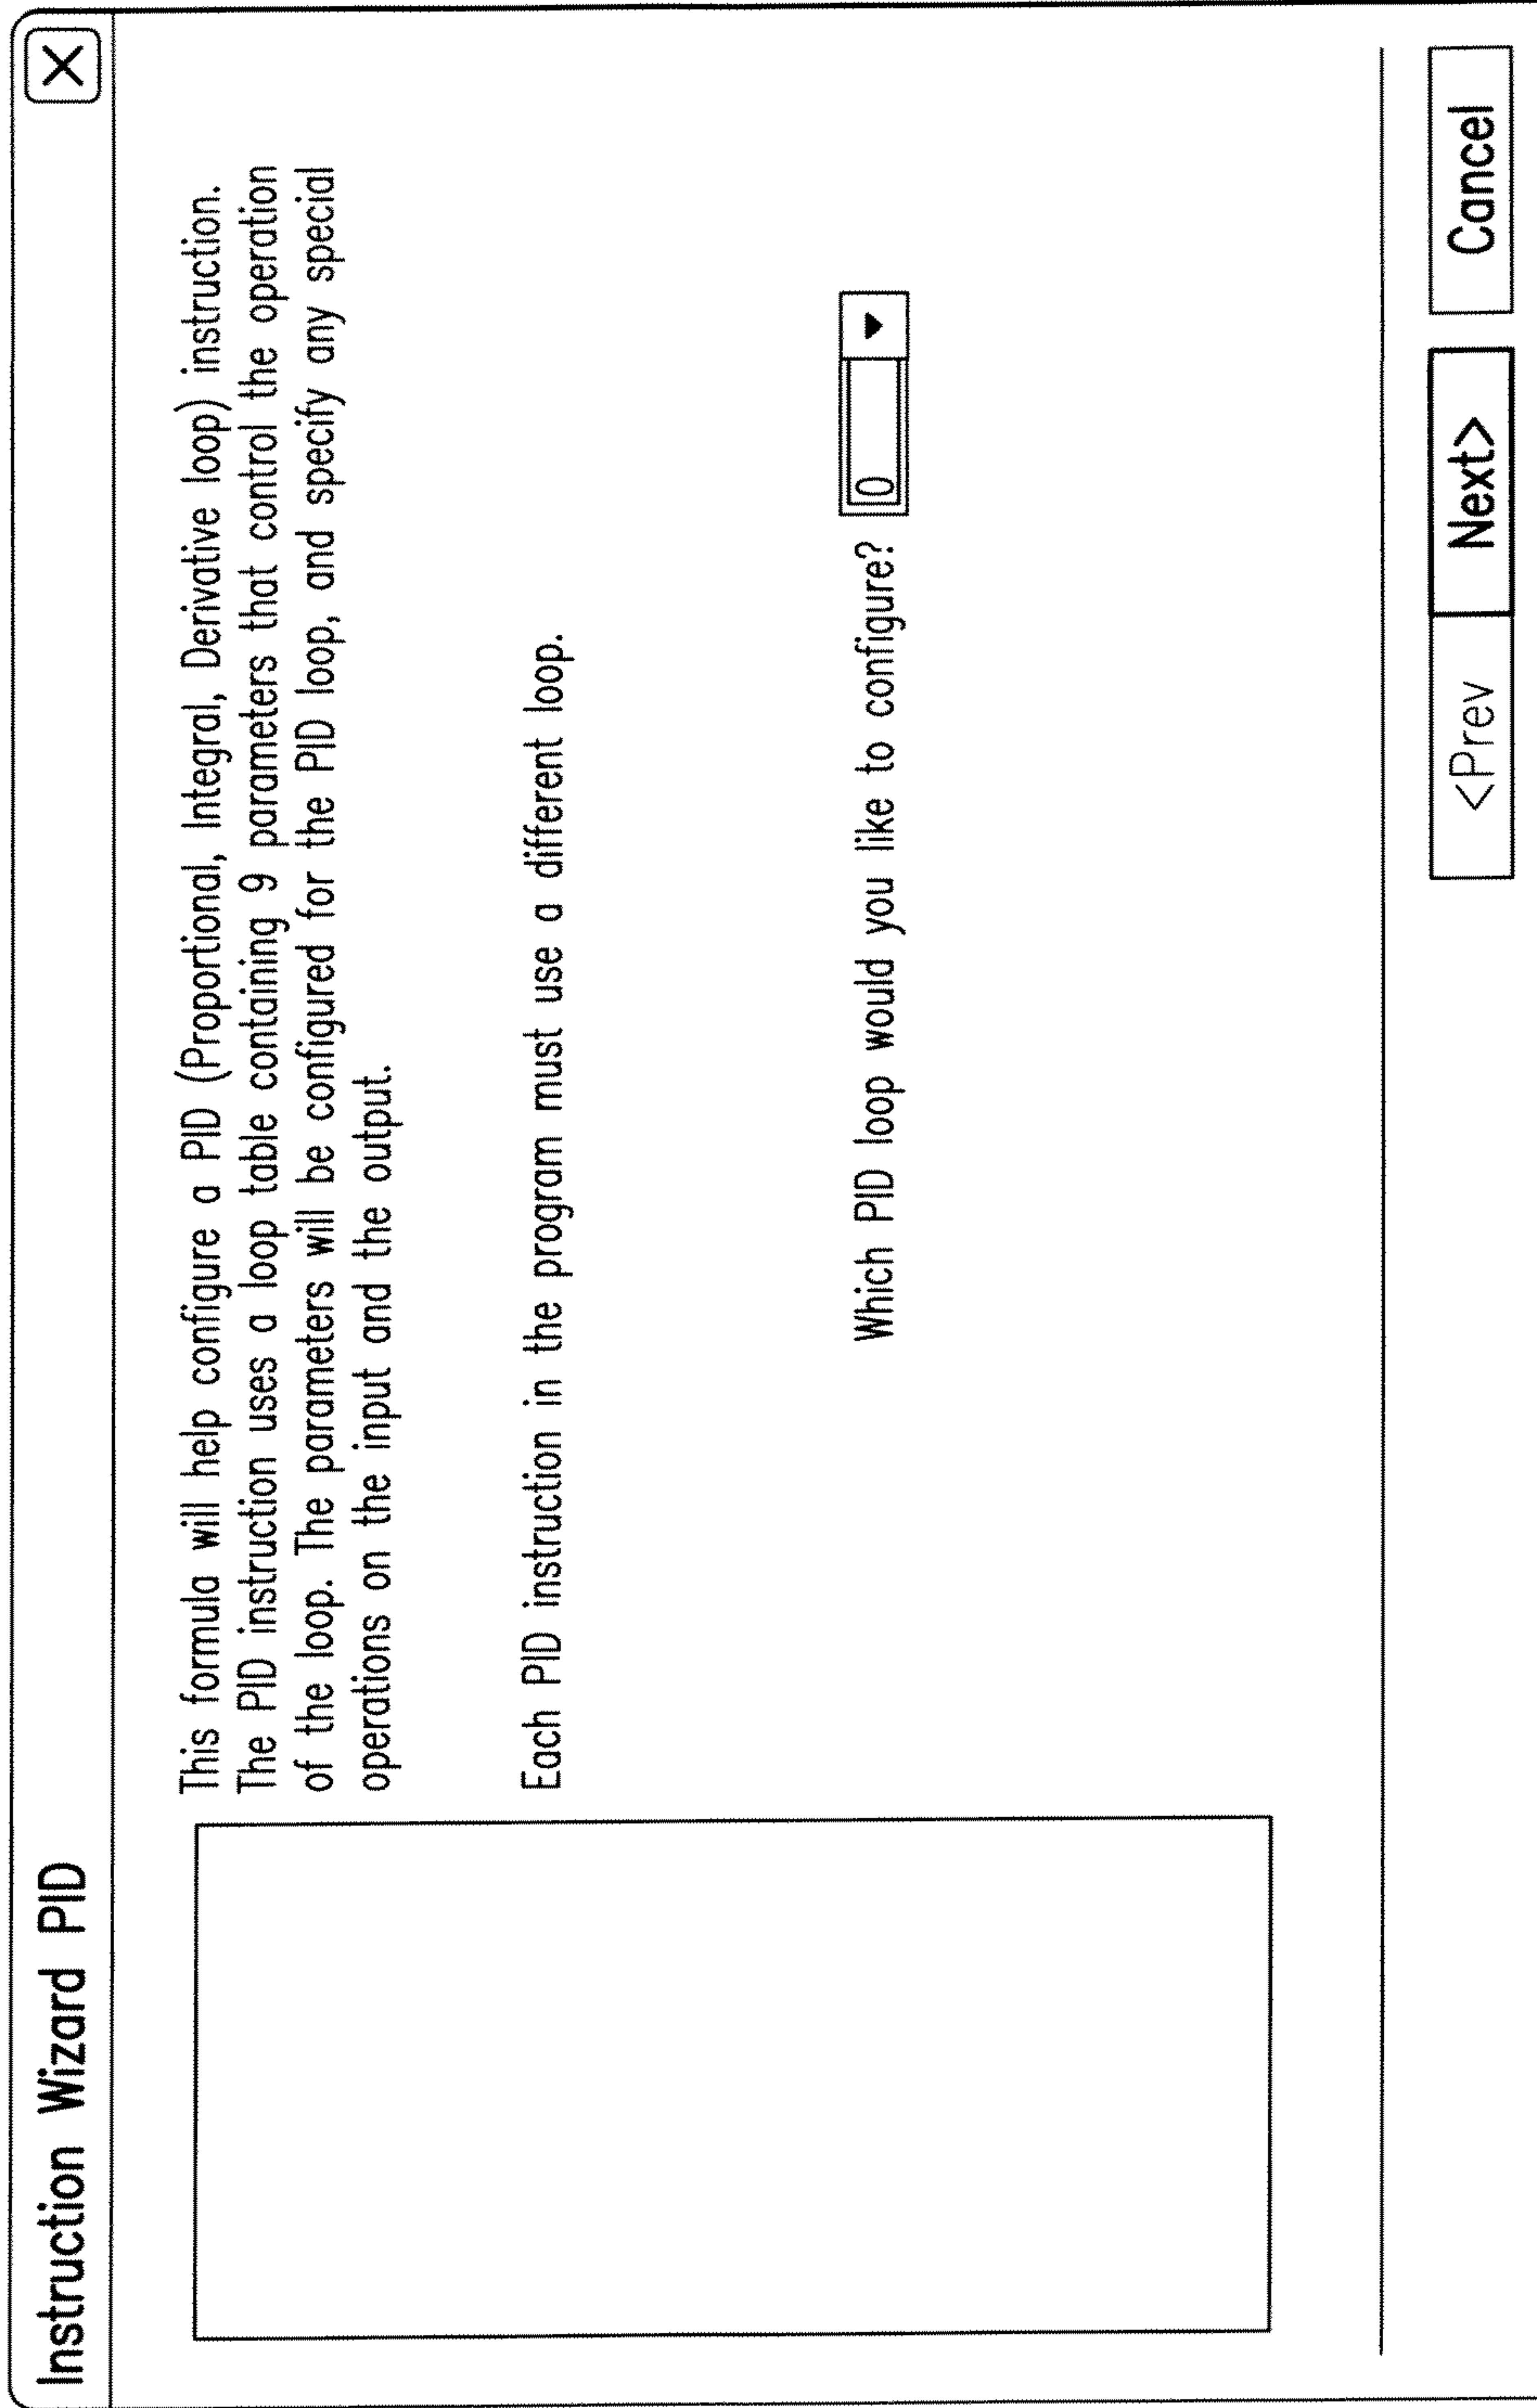 Instruction Wizard PID
This formula will help configure a PID (Proportional, Integral, Derivative loop) instruction.
The PID instruction uses a loop table containing 9 parameters that control the operation
of the loop. The parameters will be configured for the PID loop, and specify any special
operations on the input and the output.
Each PID instruction in the program must use a different loop.
Which PID loop would you like to configure? 0
<Prev Next> Cancel